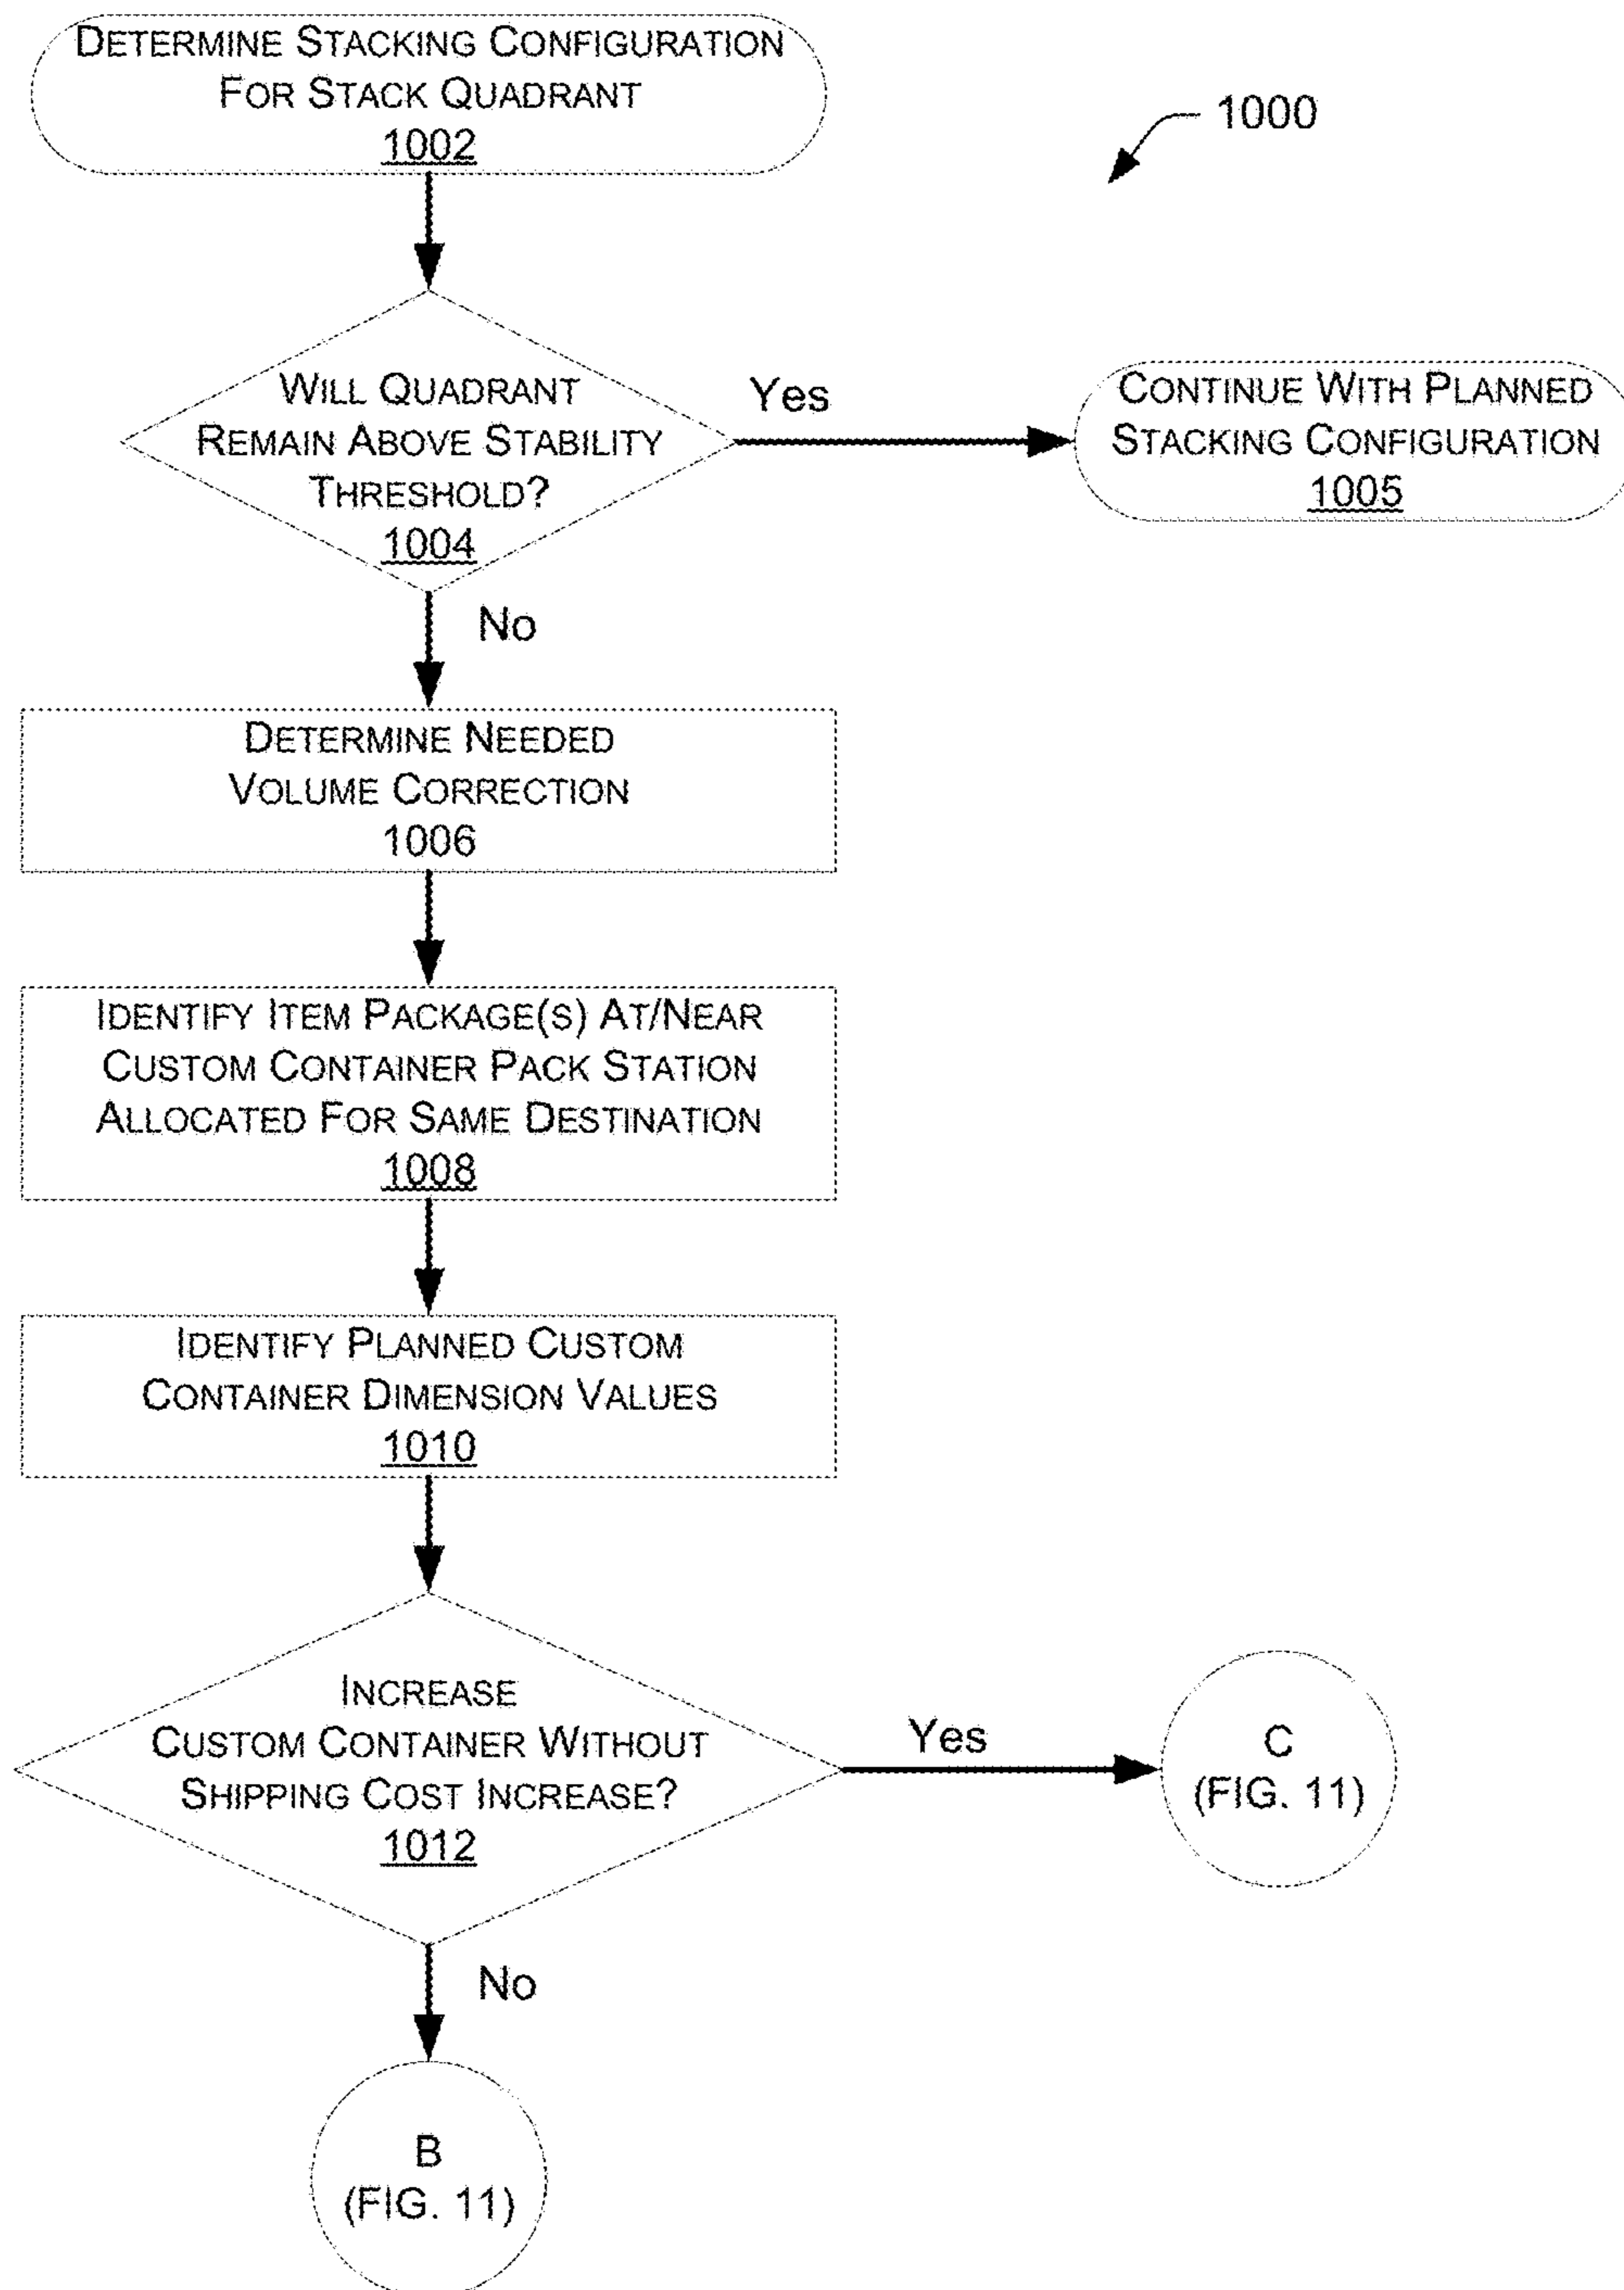 DETERMINE STACKING CONFIGURATION
FOR STACK QUADRANT
1002
1000
WILL QUADRANT
REMAIN ABOVE STABILITY
THRESHOLD?
1004
Yes
CONTINUE WITH PLANNED
STACKING CONFIGURATION
1005
No
DETERMINE NEEDED
VOLUME CORRECTION
1006
IDENTIFY ITEM PACKAGE(S) AT/NEAR
CUSTOM CONTAINER PACK STATION
ALLOCATED FOR SAME DESTINATION
1008
IDENTIFY PLANNED CUSTOM
CONTAINER DIMENSION VALUES
1010
INCREASE
CUSTOM CONTAINER WITHOUT
SHIPPING COST INCREASE?
1012
Yes
C
(FIG. 11)
No
B
(FIG. 11)